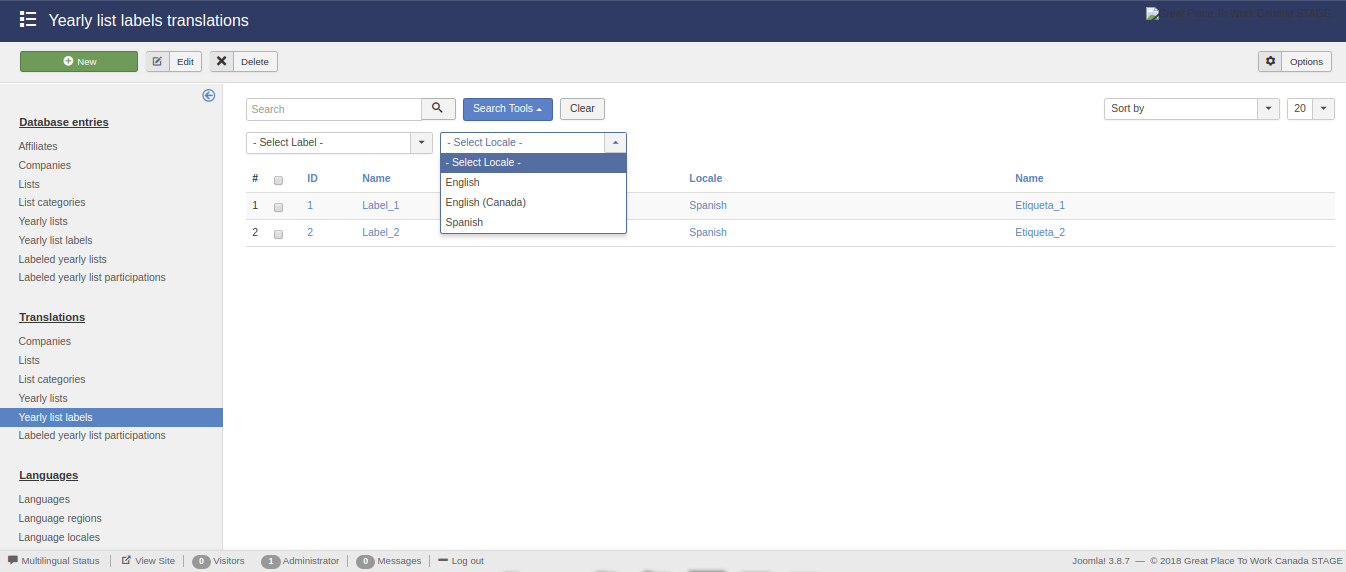 Yearly list labels translations
Great Place To Work Canada STAGE
New
Edit
Delete
Options
Database entries
Affiliates
Companies
Lists
List categories
Yearly lists
Yearly list labels
Labeled yearly lists
Labeled yearly list participations
Translations
Companies
Lists
List categories
Yearly lists
Yearly list labels
Labeled yearly list participations
Languages
Languages
Language regions
Language locales
Search
Search Tools
Clear
Sort by
20
- Select Label -
- Select Locale -
- Select Locale -
English
English (Canada)
Spanish
# ID Name Locale Name
1 1 Label_1 Spanish Etiqueta_1
2 2 Label_2 Spanish Etiqueta_2
Multilingual Status View Site 0 Visitors 1 Administrator 0 Messages Log out Joomla! 3.8.7 — © 2018 Great Place To Work Canada STAGE